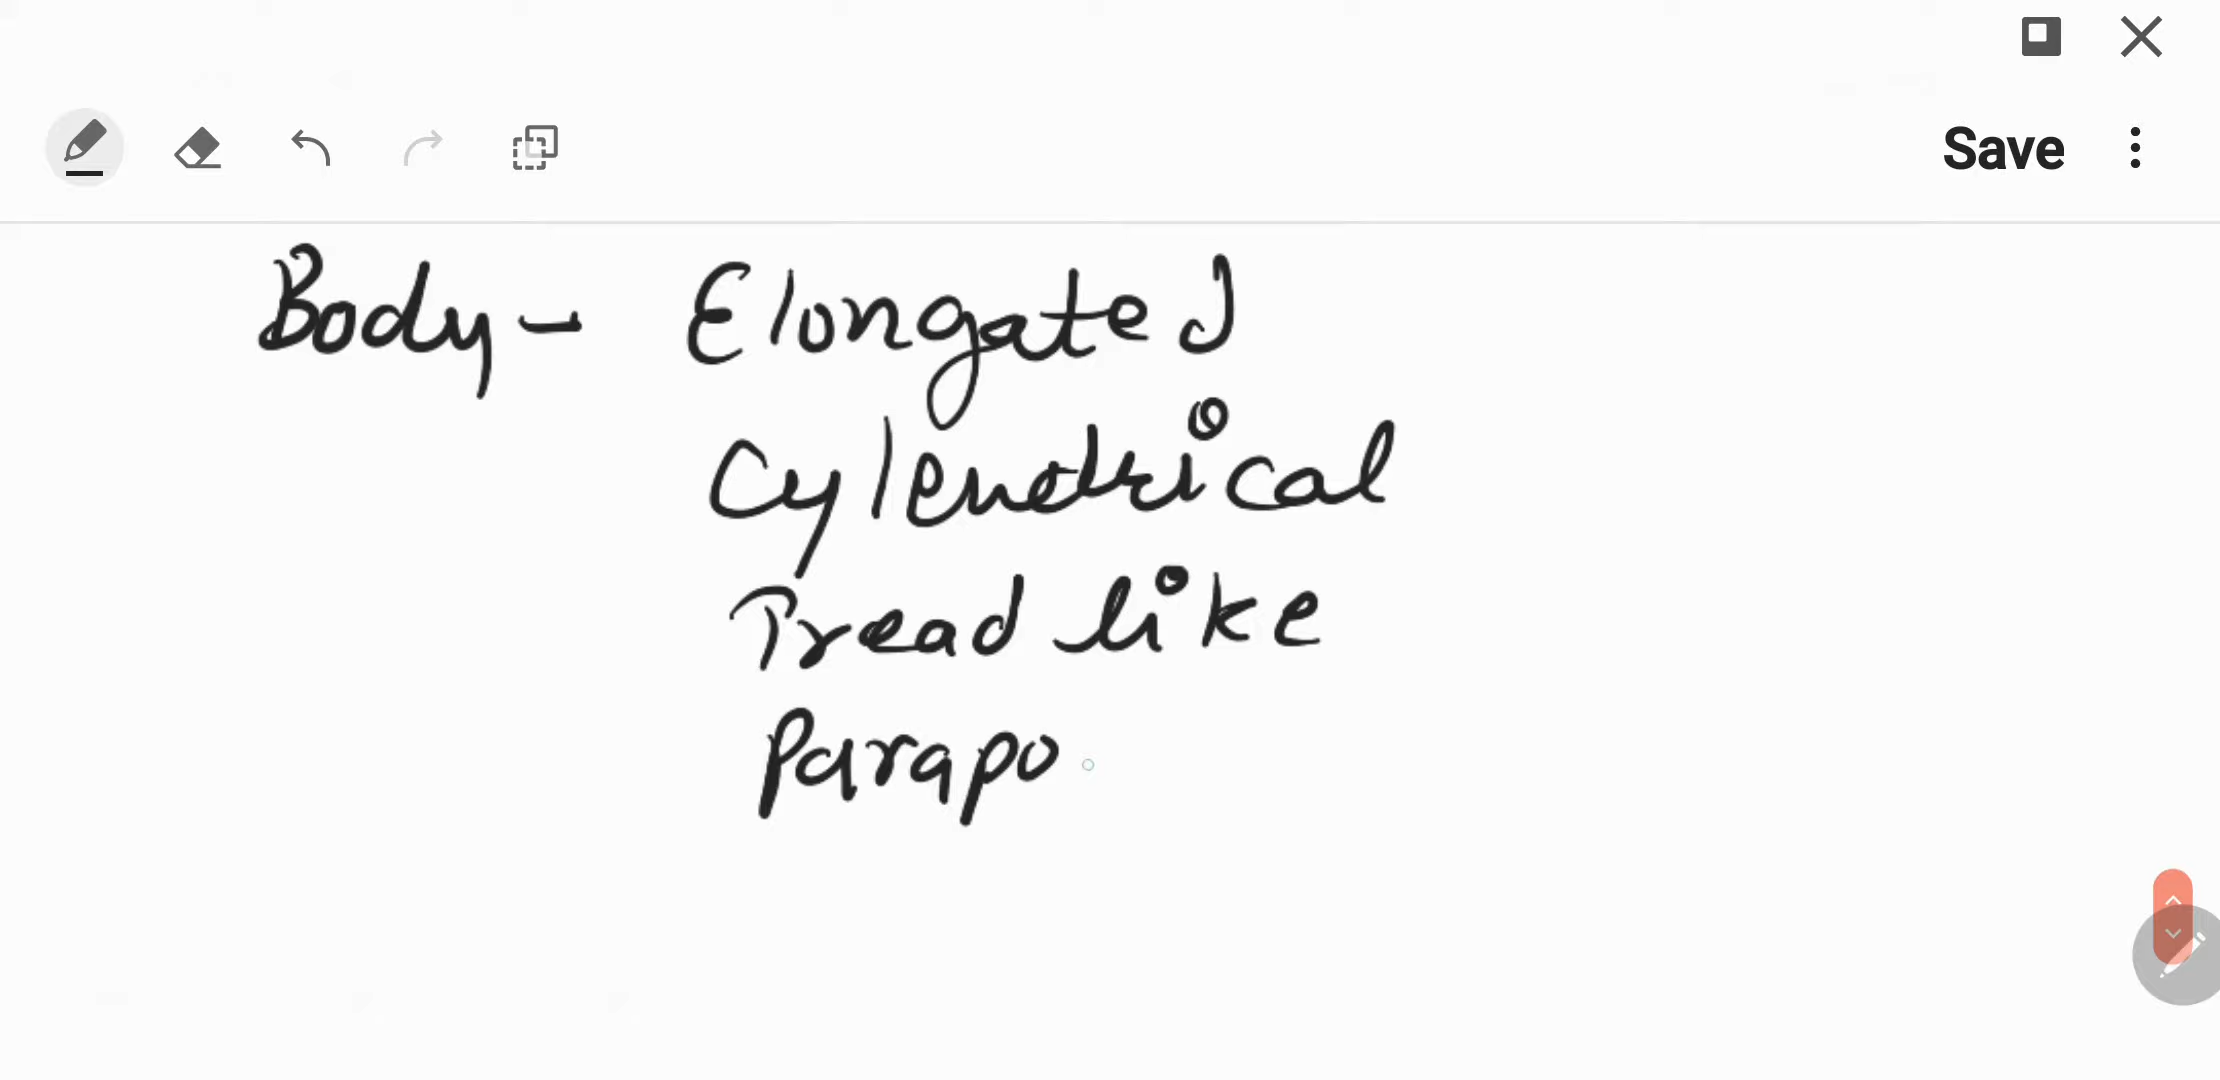 Save
Body - Elongated
Cylendrical
Tread like
Parapo